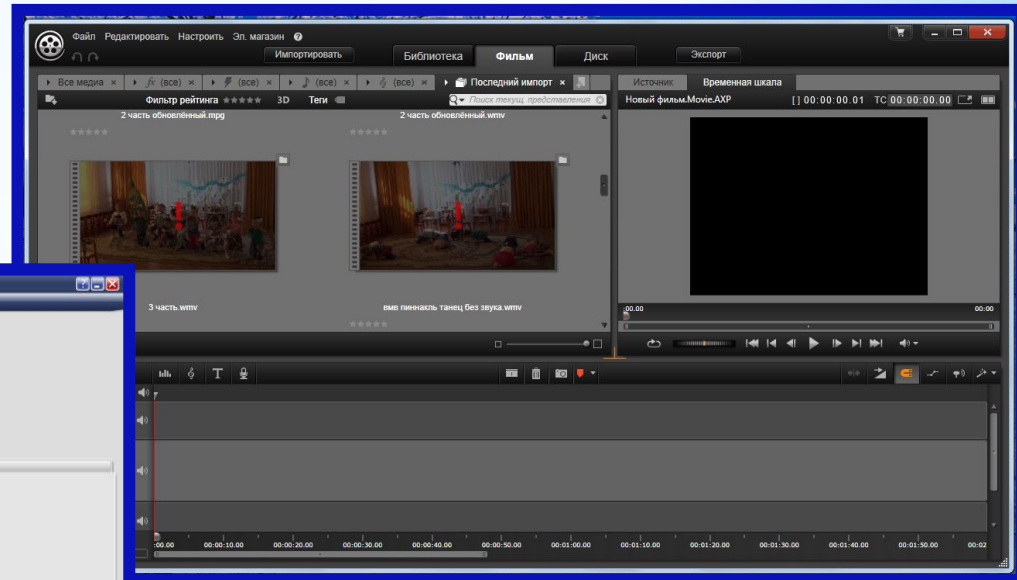 Файл Редактировать Настроить Эл. магазин
Импортировать Библиотека Фильм Диск Экспорт
Все медиа × fx (все) × (все) × (все) × (все) × Последний импорт ×
Источник Временная шкала
Фильтр рейтинга 3D Теги Поиск текущ. представления
Новый фильм.Movie.AXP [] 00:00:00.01 TC 00:00:00.00
2 часть обновлённый.mpg 2 часть обновлённый.wmv
3 часть.wmv вмв пиннакль танец без звука.wmv
:00.00 00:00
T
:00.00 00:00:10.00 00:00:20.00 00:00:30.00 00:00:40.00 00:00:50.00 00:01:00.00 00:01:10.00 00:01:20.00 00:01:30.00 00:01:40.00 00:01:50.00 00:02